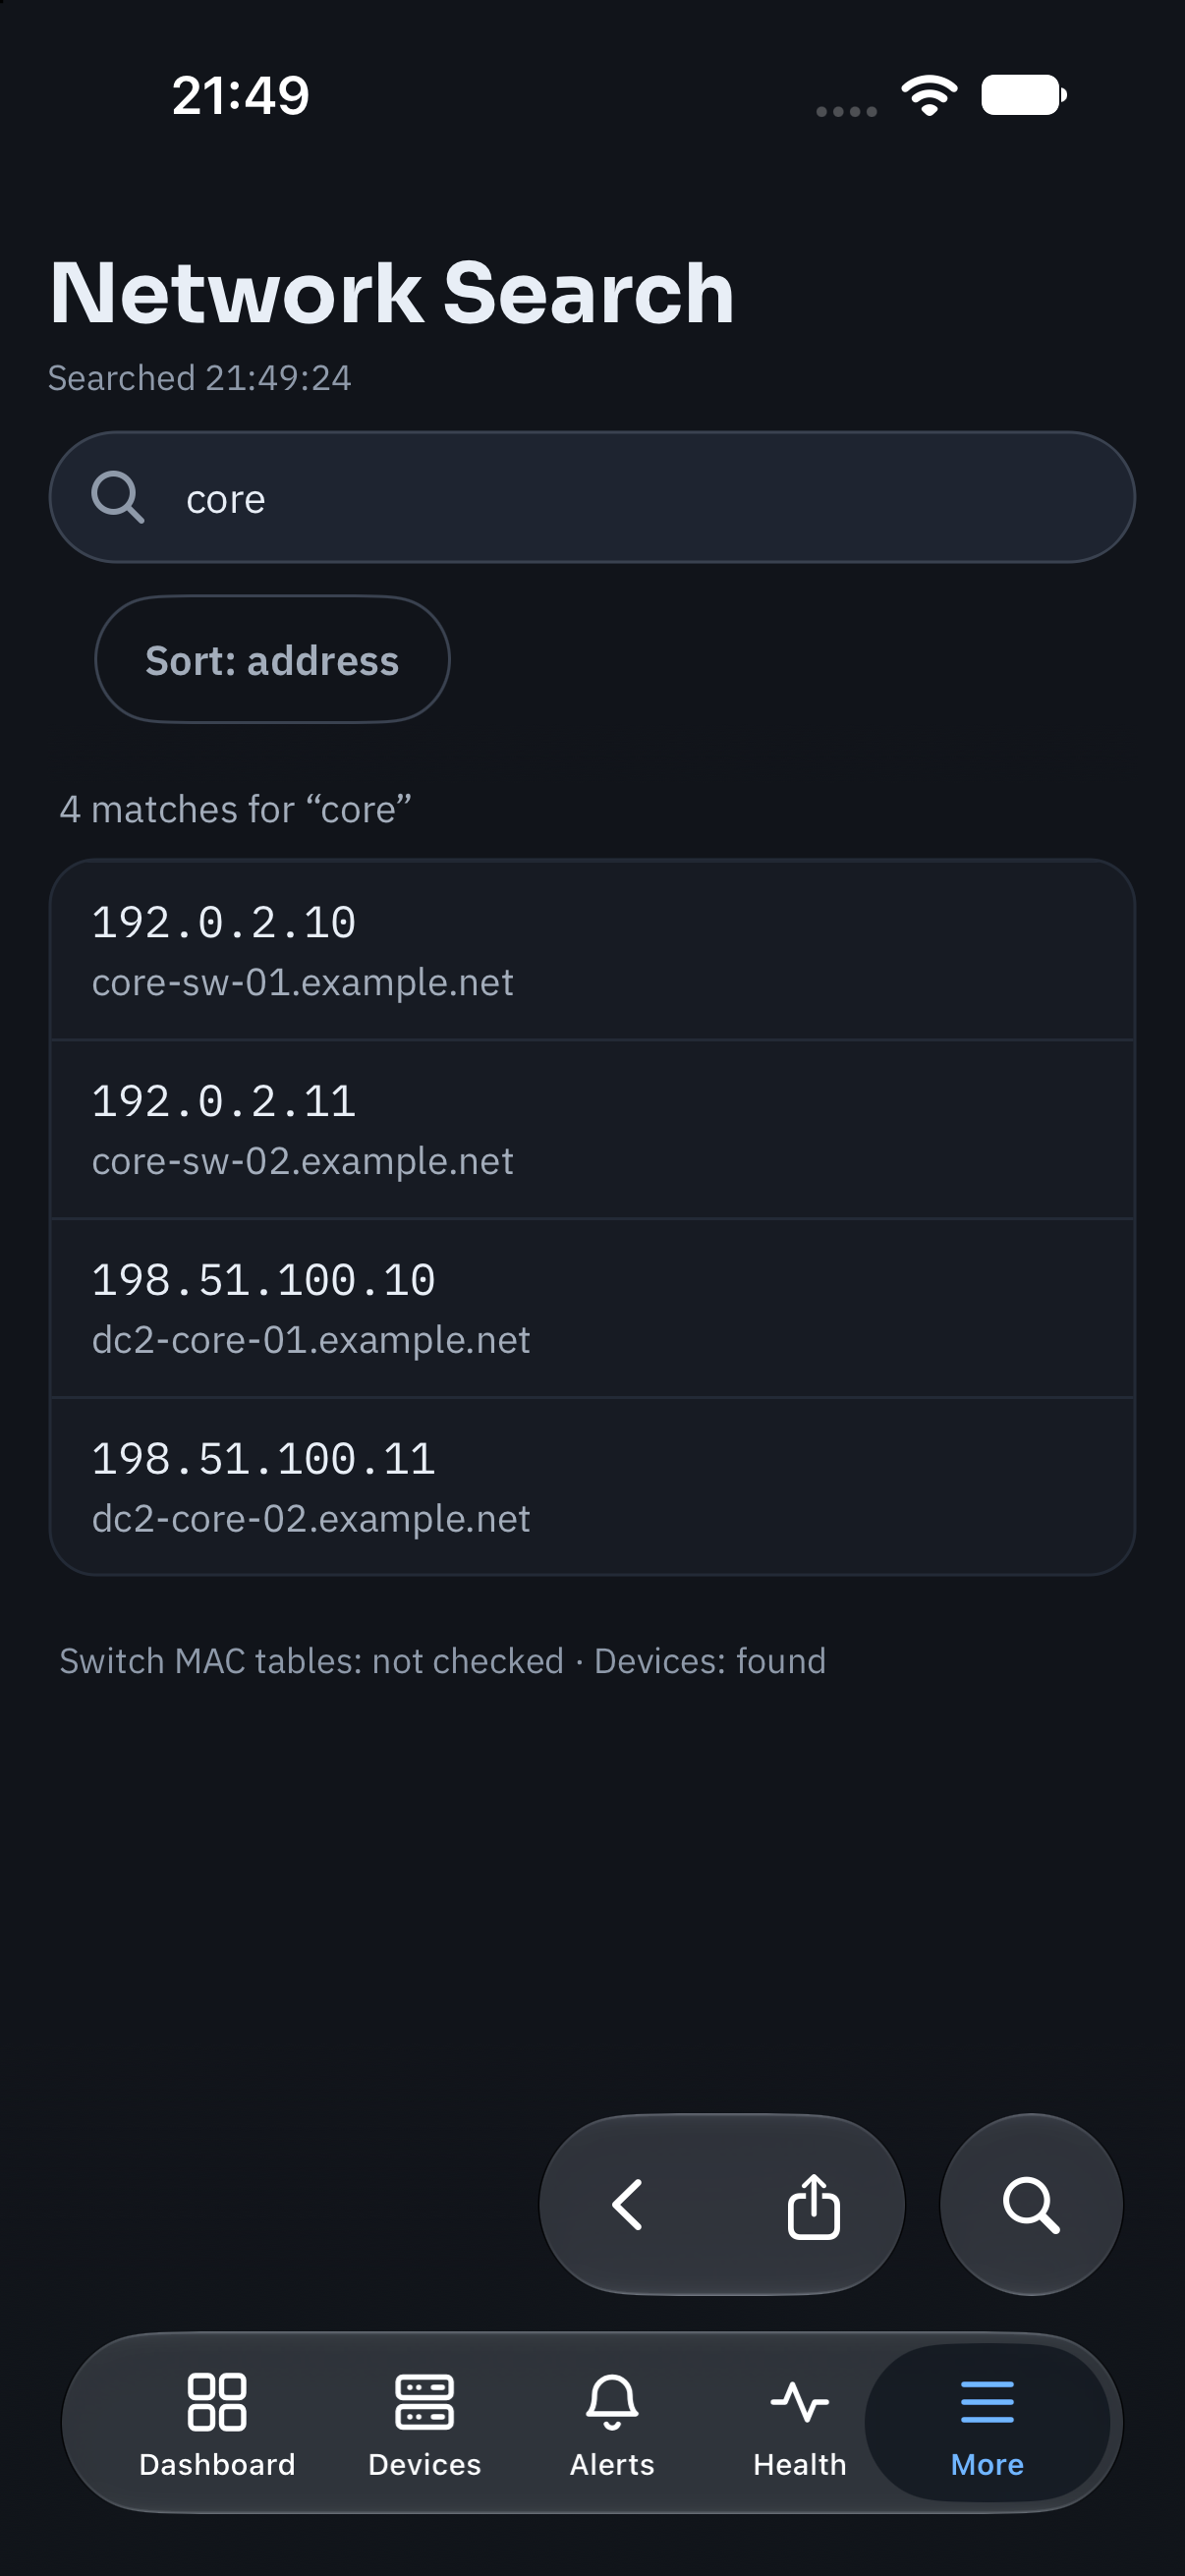 21:49
Network Search
Searched 21:49:24
core
Sort: address
4 matches for “core”
192.0.2.10
core-sw-01.example.net
192.0.2.11
core-sw-02.example.net
198.51.100.10
dc2-core-01.example.net
198.51.100.11
dc2-core-02.example.net
Switch MAC tables: not checked · Devices: found
Dashboard Devices Alerts Health More